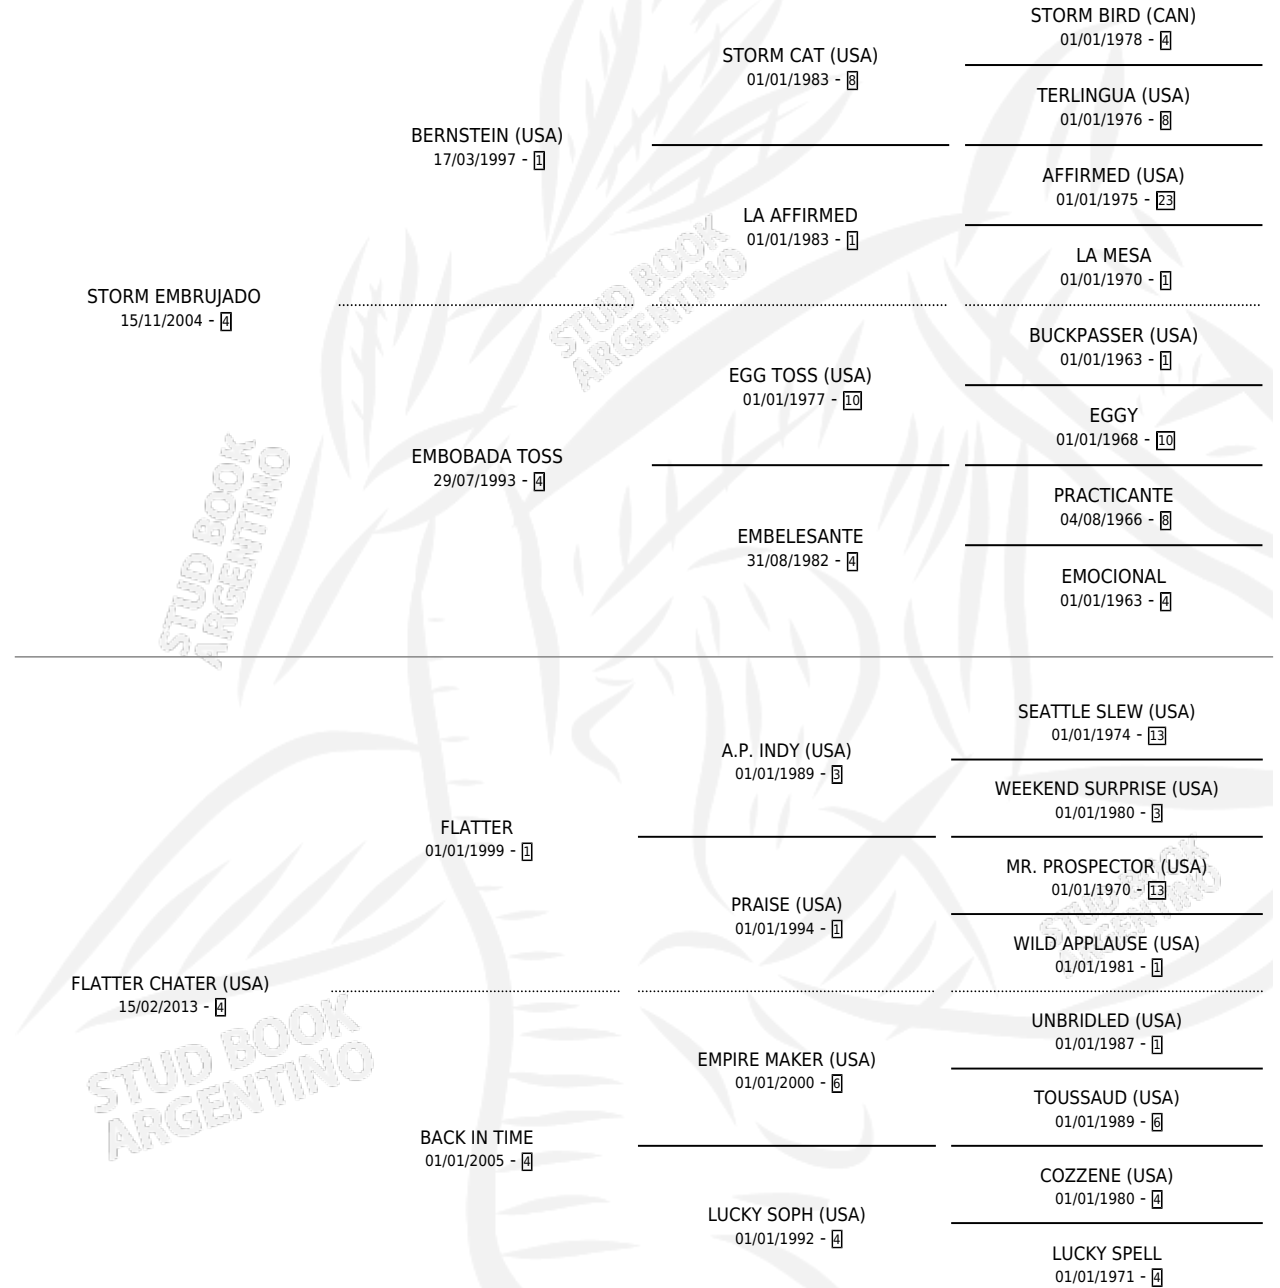 STORM BIRD (CAN)
01/01/1978 - 4
STORM CAT (USA)
01/01/1983 - 8
TERLINGUA (USA)
01/01/1976 - 8
BERNSTEIN (USA)
17/03/1997 - 1
AFFIRMED (USA)
01/01/1975 - 23
LA AFFIRMED
01/01/1983 - 1
LA MESA
01/01/1970 - 1
STORM EMBRUJADO
15/11/2004 - 4
STUD BOOK
ARGENTINO
BUCKPASSER (USA)
01/01/1963 - 1
EGG TOSS (USA)
01/01/1977 - 10
EGGY
01/01/1968 - 10
EMBOBADA TOSS
29/07/1993 - 4
PRACTICANTE
04/08/1966 - 8
EMBELESANTE
31/08/1982 - 4
EMOCIONAL
01/01/1963 - 4
STUD BOOK
ARGENTINO
SEATTLE SLEW (USA)
01/01/1974 - 13
A.P. INDY (USA)
01/01/1989 - 3
WEEKEND SURPRISE (USA)
01/01/1980 - 3
FLATTER
01/01/1999 - 1
MR. PROSPECTOR (USA)
01/01/1970 - 13
PRAISE (USA)
01/01/1994 - 1
STUD BOOK
ARGENTINO
WILD APPLAUSE (USA)
01/01/1981 - 1
FLATTER CHATER (USA)
15/02/2013 - 4
STUD BOOK
ARGENTINO
UNBRIDLED (USA)
01/01/1987 - 1
EMPIRE MAKER (USA)
01/01/2000 - 6
TOUSSAUD (USA)
01/01/1989 - 6
BACK IN TIME
01/01/2005 - 4
COZZENE (USA)
01/01/1980 - 4
LUCKY SOPH (USA)
01/01/1992 - 4
LUCKY SPELL
01/01/1971 - 4